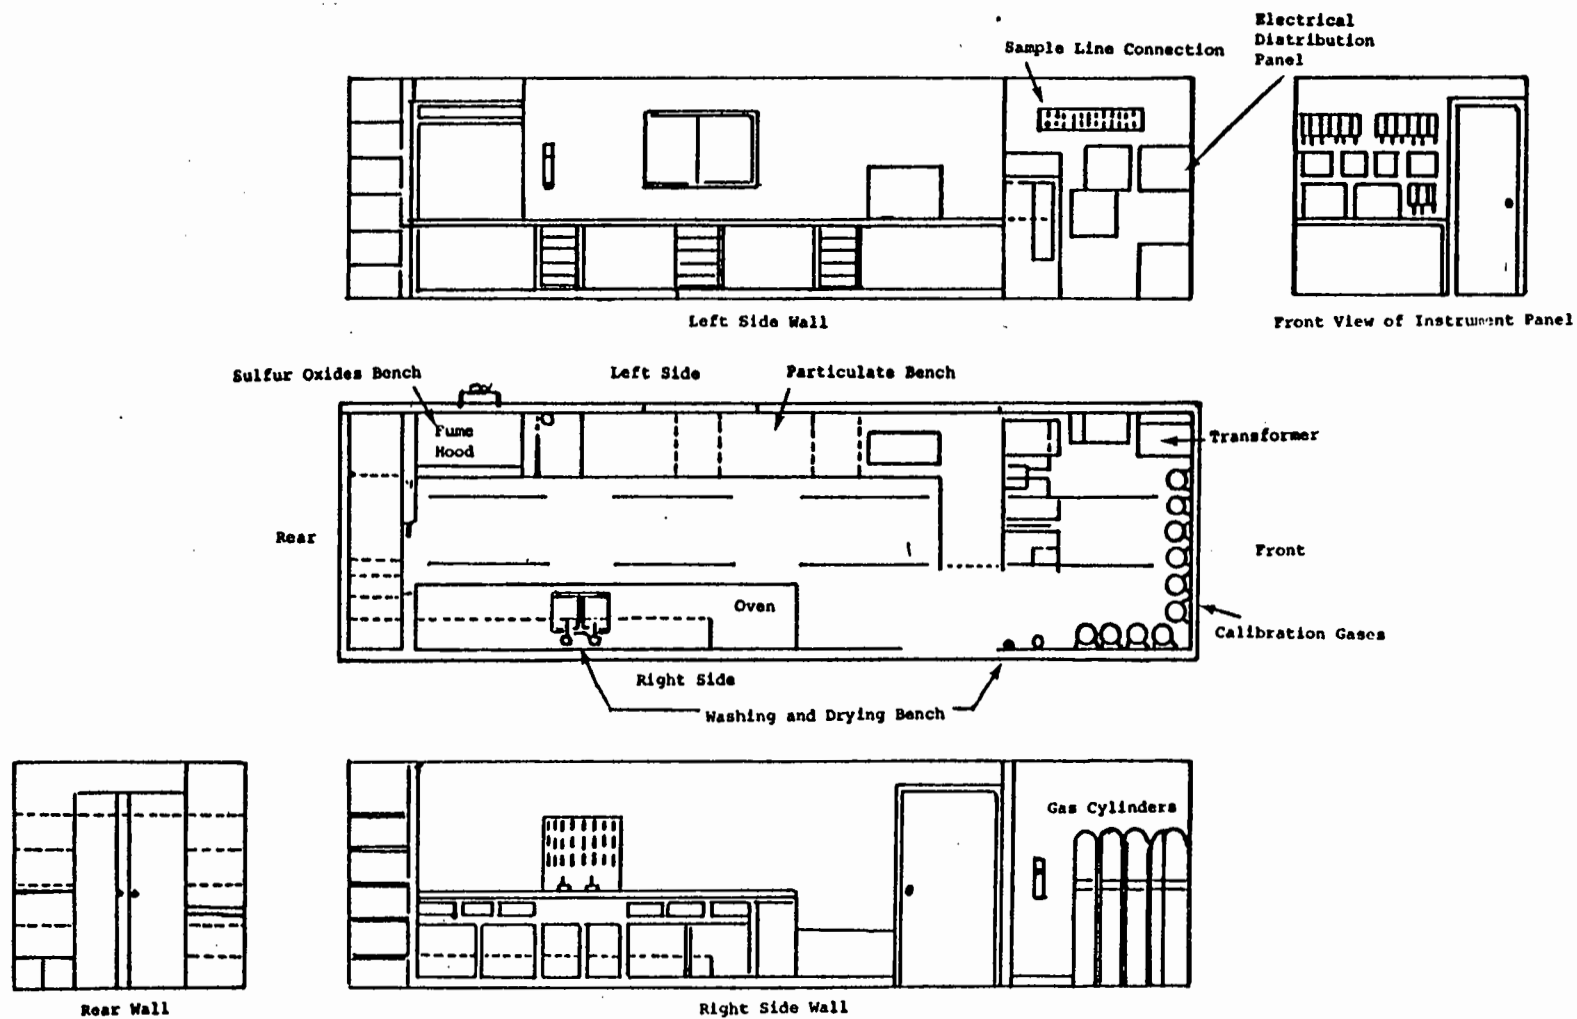 Electrical
Distribution
Panel
Sample Line Connection
Left Side Wall
Front View of Instrument Panel
Sulfur Oxides Bench
Left Side
Particulate Bench
Fume
Hood
Transformer
Rear
Front
Oven
Calibration Gases
Right Side
Washing and Drying Bench
Gas Cylinders
Rear Wall
Right Side Wall